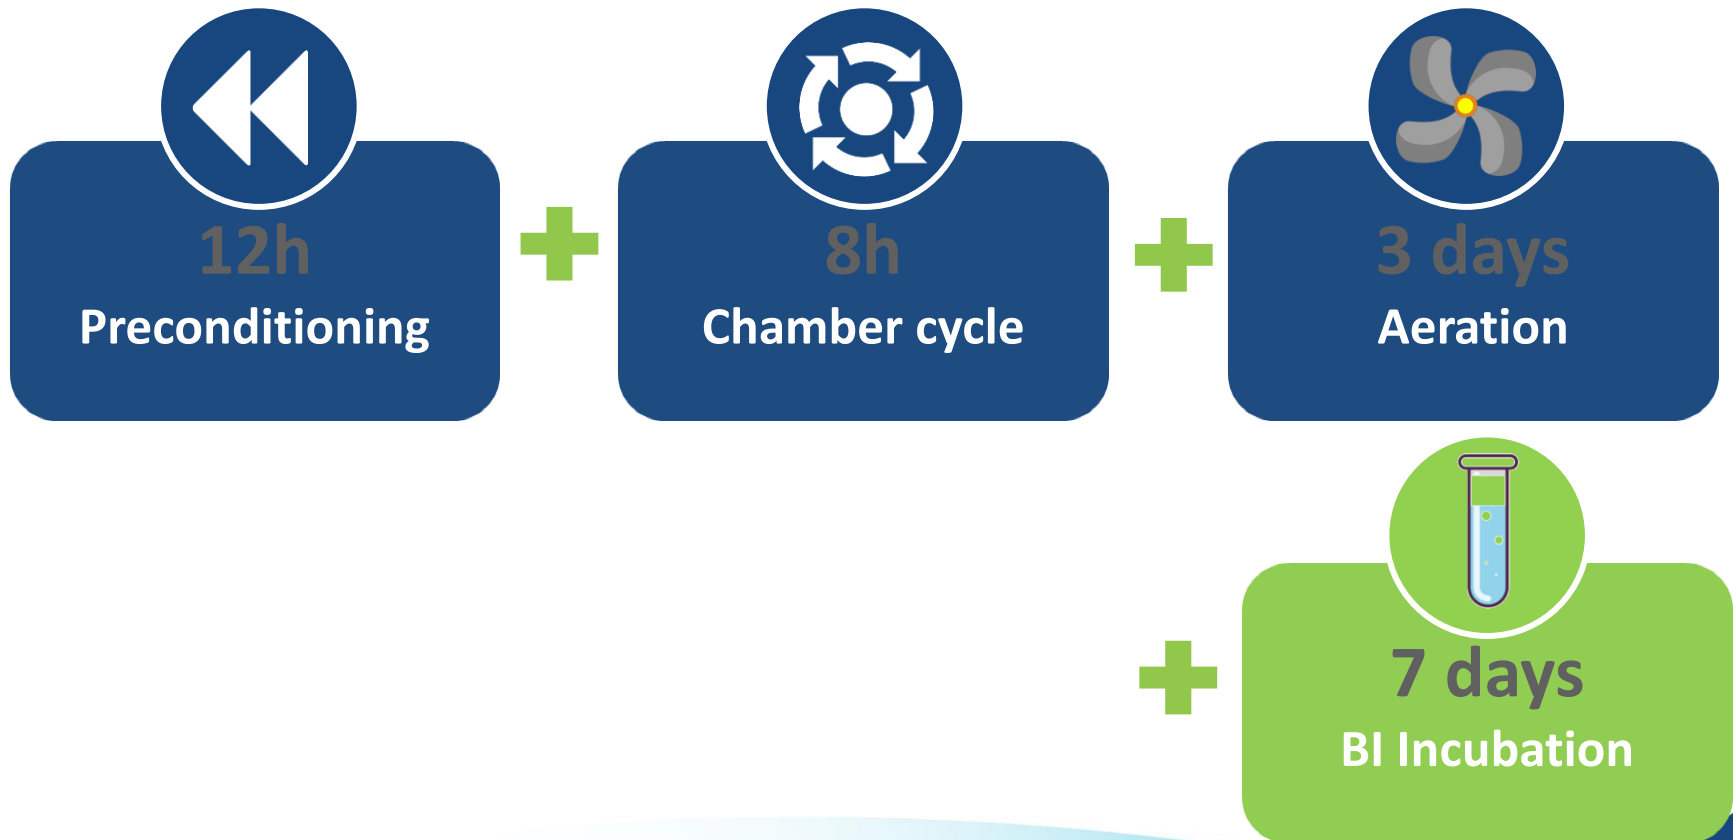 12h
Preconditioning
8h
Chamber cycle
3 days
Aeration
7 days
BI Incubation